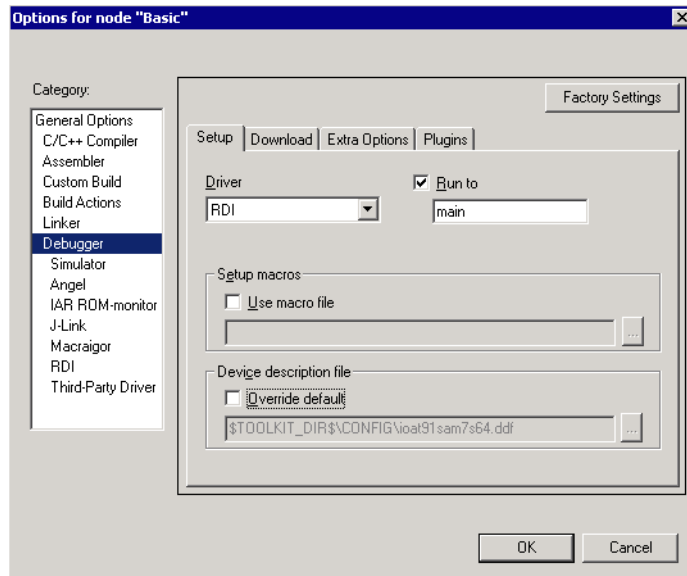 Options for node "Basic"
Category:
Factory Settings
General Options
C/C++ Compiler
Assembler
Custom Build
Build Actions
Linker
Debugger
Simulator
Angel
IAR ROM-monitor
J-Link
Macraigor
RDI
Third-Party Driver
Setup Download Extra Options Plugins
Driver
Run to
RDI
main
Setup macros
Use macro file
...
Device description file
Override default
$TOOLKIT_DIR$\CONFIG\ioat91sam7s64.ddf
...
OK Cancel